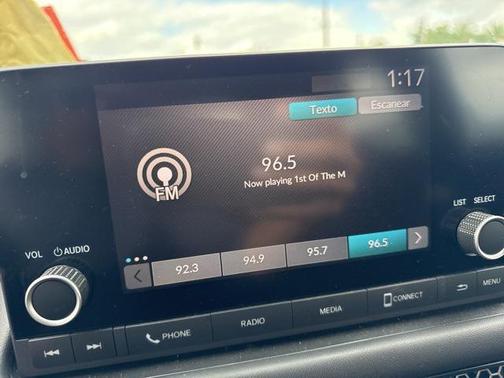 1:17
Texto Escanear
FM
96.5
Now playing 1st Of The M
92.3 94.9 95.7 96.5
VOL AUDIO
LIST SELECT
PHONE RADIO MEDIA CONNECT MENU